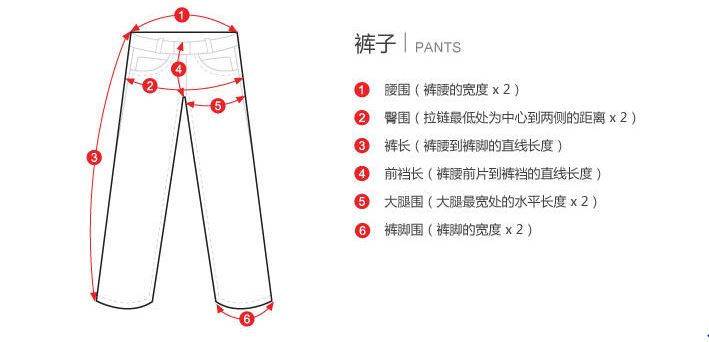 裤子 | PANTS
1 腰围（裤腰的宽度 x 2）
2 臀围（拉链最低处为中心到两侧的距离 x 2）
3 裤长（裤腰到裤脚的直线长度）
4 前裆长（裤腰前片到裤裆的直线长度）
5 大腿围（大腿最宽处的水平长度 x 2）
6 裤脚围（裤脚的宽度 x 2）
1
4
2
5
3
6